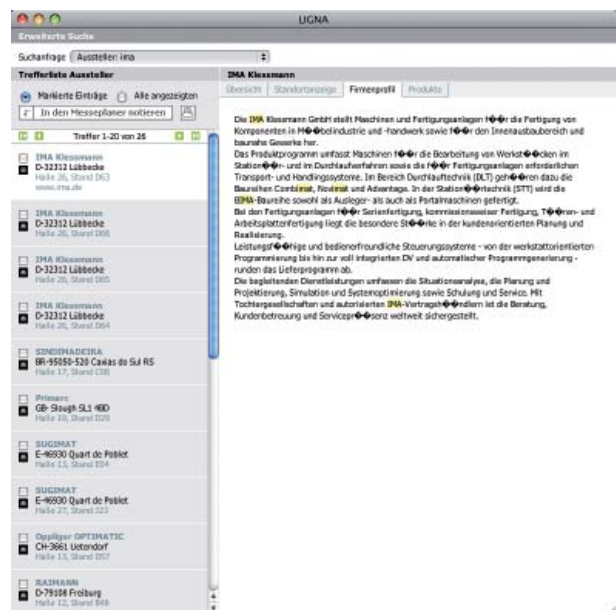 LIGNA
Erweiterte Suche
Suchanfrage Aussteller: ima
Trefferliste Aussteller
Markierte Einträge Alle angezeigten
In den Messeplaner notieren
Treffer 1-20 von 26
IMA Klessmann
D-32312 Lübbecke
Halle 26, Stand D63
www.ima.de
IMA Klessmann
D-32312 Lübbecke
Halle 26, Stand D66
IMA Klessmann
D-32312 Lübbecke
Halle 26, Stand D65
IMA Klessmann
D-32312 Lübbecke
Halle 26, Stand D64
SINDIMADEIRA
BR-95050-520 Caxias do Sul RS
Halle 17, Stand C06
Primarc
GB- Slough SL1 4BD
Halle 10, Stand D20
SUGIMAT
E-46930 Quart de Poblet
Halle 13, Stand E04
SUGIMAT
E-46930 Quart de Poblet
Halle 27, Stand J23
Oppliger OPTIMATIC
CH-3661 Uetendorf
Halle 13, Stand D57
RAIMANN
D-79108 Freiburg
Halle 12, Stand B48
IMA Klessmann
Übersicht Standortanzeige Firmenprofil Produkte
Die IMA Klessmann GmbH stellt Maschinen und Fertigungsanlagen f��r die Fertigung von
Komponenten in M��belindustrie und -handwerk sowie f��r den Innenausbaubereich und
baunahe Gewerke her.
Das Produktprogramm umfasst Maschinen f��r die Bearbeitung von Werkst��cken im
Station��r- und im Durchlaufverfahren sowie die f��r Fertigungsanlagen erforderlichen
Transport- und Handlingssysteme. Im Bereich Durchlauftechnik (DLT) geh��ren dazu die
Baureihen Combimat, Novimat und Advantage. In der Station��rtechnik (STT) wird die
BIMA-Baureihe sowohl als Ausleger- als auch als Portalmaschinen gefertigt.
Bei den Fertigungsanlagen f��r Serienfertigung, kommissionsweiser Fertigung, T��ren- und
Arbeitsplattenfertigung liegt die besondere St��rke in der kundenorientierten Planung und
Realisierung.
Leistungsf��hige und bedienerfreundliche Steuerungssysteme - von der werkstattorientierten
Programmierung bis hin zur voll integrierten DV und automatischer Programmgenerierung -
runden das Lieferprogramm ab.
Die begleitenden Dienstleistungen umfassen die Situationsanalyse, die Planung und
Projektierung, Simulation und Systemoptimierung sowie Schulung und Service. Mit
Tochtergesellschaften und autorisierten IMA-Vertragsh��ndlern ist die Beratung,
Kundenbetreuung und Servicepr��senz weltweit sichergestellt.